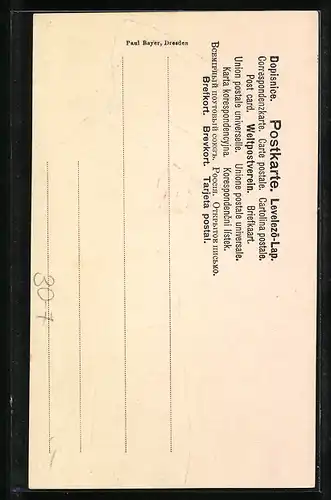 Dopisnice. Postkarte. Levelező-Lap.
Correspondenzkarte. Carte postale. Cartolina postale.
Post card. Weltpostverein. Briefkaart.
Union postale universelle. Unione postale universale.
Karta korespondencyjna. Korespondenční lístek.
Всемірный почтовый союзъ. Россія. Открытое письмо.
Brefkort. Brevkort. Tarjeta postal.
Paul Bayer, Dresden